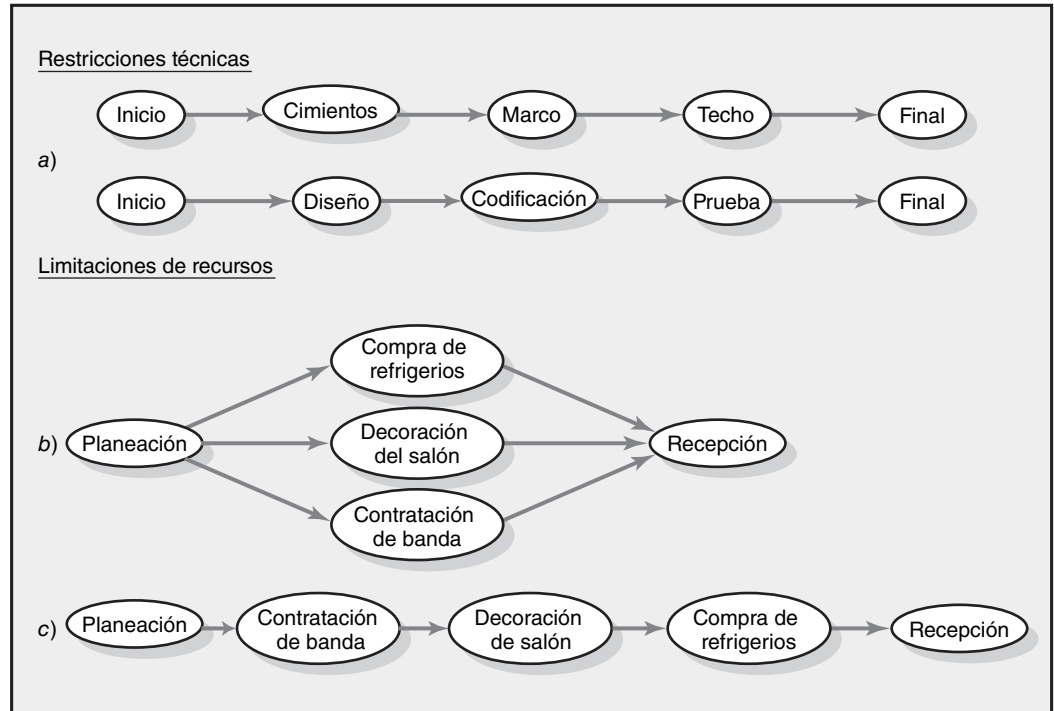 Restricciones técnicas
Inicio Cimientos Marco Techo Final
a)
Inicio Diseño Codificación Prueba Final
Limitaciones de recursos
Compra de
refrigerios
b) Planeación Decoración
del salón Recepción
Contratación
de banda
c) Planeación Contratación
de banda Decoración
de salón Compra de
refrigerios Recepción